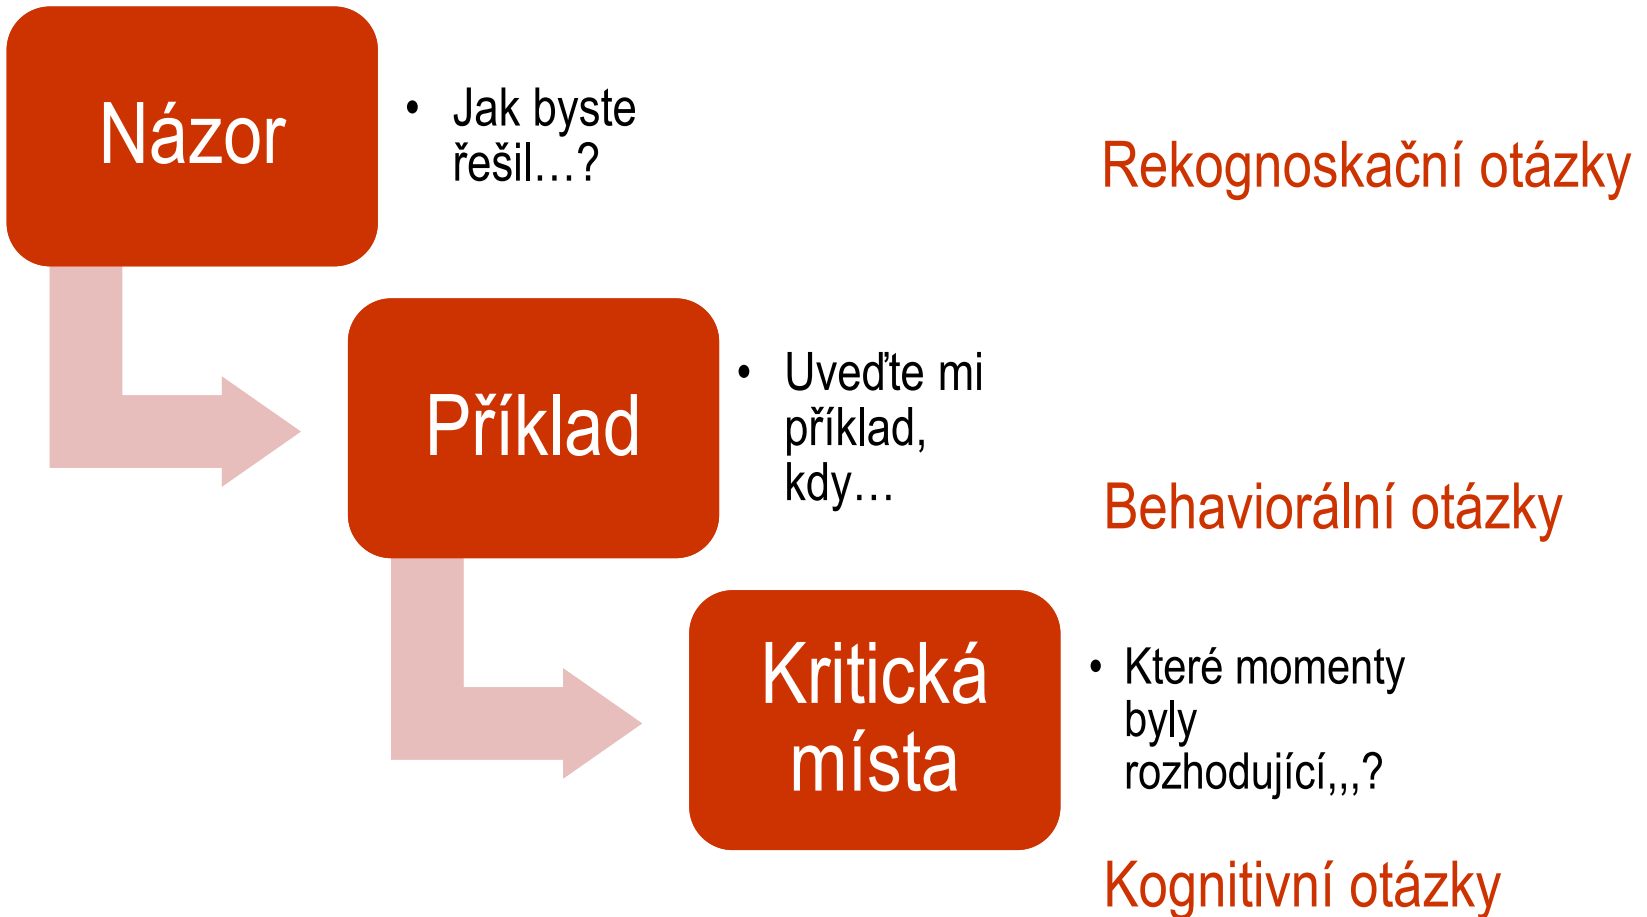 Názor
• Jak byste
řešil…?
Rekognoskační otázky
Příklad
• Uveďte mi
příklad,
kdy…
Behaviorální otázky
Kritická
místa
• Které momenty
byly
rozhodující,,,?
Kognitivní otázky